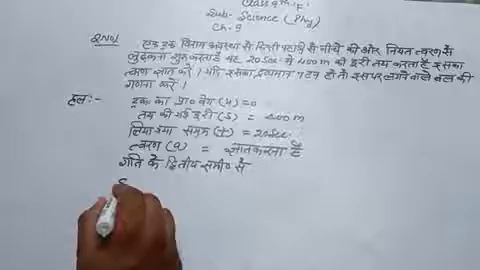 Class 9th 'F'
Sub- Science (Phy)
Ch-9
QNo1 एक ट्रक विराम अवस्था से किसी पहाड़ी से नीचे की ओर नियत त्वरण से
लुढ़कना शुरू करता है यह 20 sec में 400 m की दूरी तय करता है इसका
त्वरण ज्ञात करें । यदि इसका द्रव्यमान 7 टन हो तो इस पर लगने वाले बल की
गणना करें ।
हल:- ट्रक का प्रा० वेग (u) = 0
तय की गई दूरी (s) = 400 m
लिया गया समय (t) = 20 Sec
त्वरण (a) = ज्ञात करना है
गति के द्वितीय समी० से
S